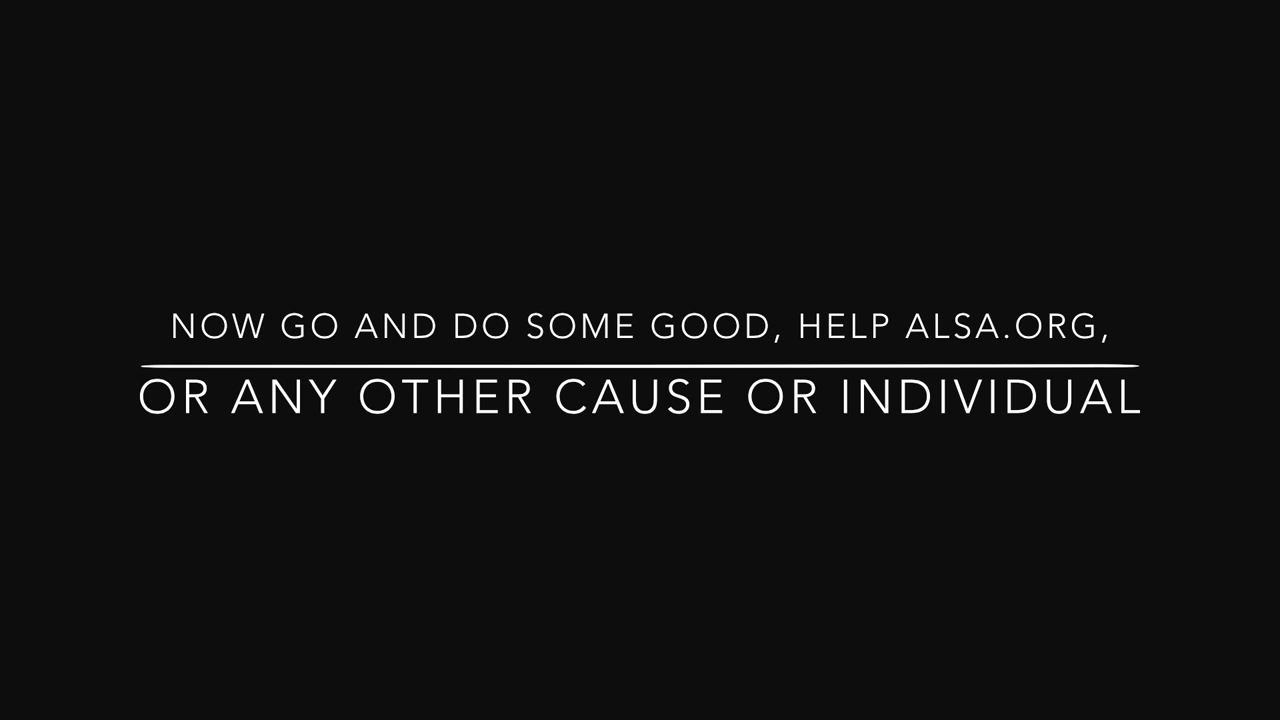 NOW GO AND DO SOME GOOD, HELP ALSA.ORG,
OR ANY OTHER CAUSE OR INDIVIDUAL